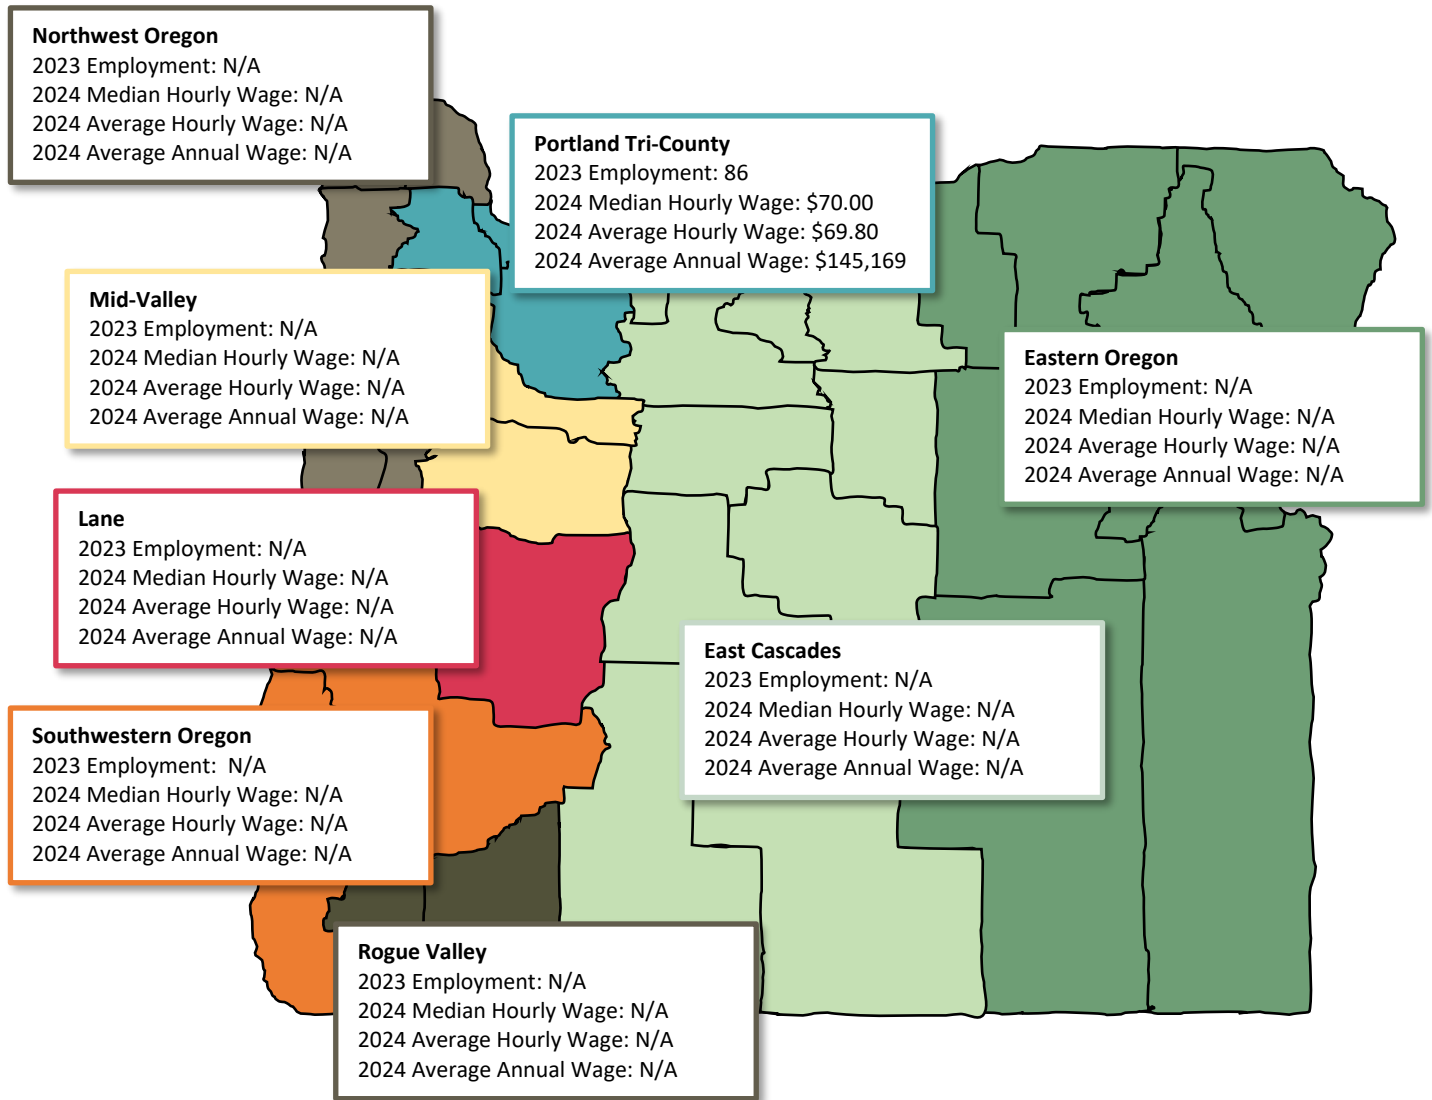 Northwest Oregon
2023 Employment: N/A
2024 Median Hourly Wage: N/A
2024 Average Hourly Wage: N/A
2024 Average Annual Wage: N/A
Portland Tri-County
2023 Employment: 86
2024 Median Hourly Wage: $70.00
2024 Average Hourly Wage: $69.80
2024 Average Annual Wage: $145,169
Mid-Valley
2023 Employment: N/A
2024 Median Hourly Wage: N/A
2024 Average Hourly Wage: N/A
2024 Average Annual Wage: N/A
Eastern Oregon
2023 Employment: N/A
2024 Median Hourly Wage: N/A
2024 Average Hourly Wage: N/A
2024 Average Annual Wage: N/A
Lane
2023 Employment: N/A
2024 Median Hourly Wage: N/A
2024 Average Hourly Wage: N/A
2024 Average Annual Wage: N/A
East Cascades
2023 Employment: N/A
2024 Median Hourly Wage: N/A
2024 Average Hourly Wage: N/A
2024 Average Annual Wage: N/A
Southwestern Oregon
2023 Employment:  N/A
2024 Median Hourly Wage: N/A
2024 Average Hourly Wage: N/A
2024 Average Annual Wage: N/A
Rogue Valley
2023 Employment: N/A
2024 Median Hourly Wage: N/A
2024 Average Hourly Wage: N/A
2024 Average Annual Wage: N/A